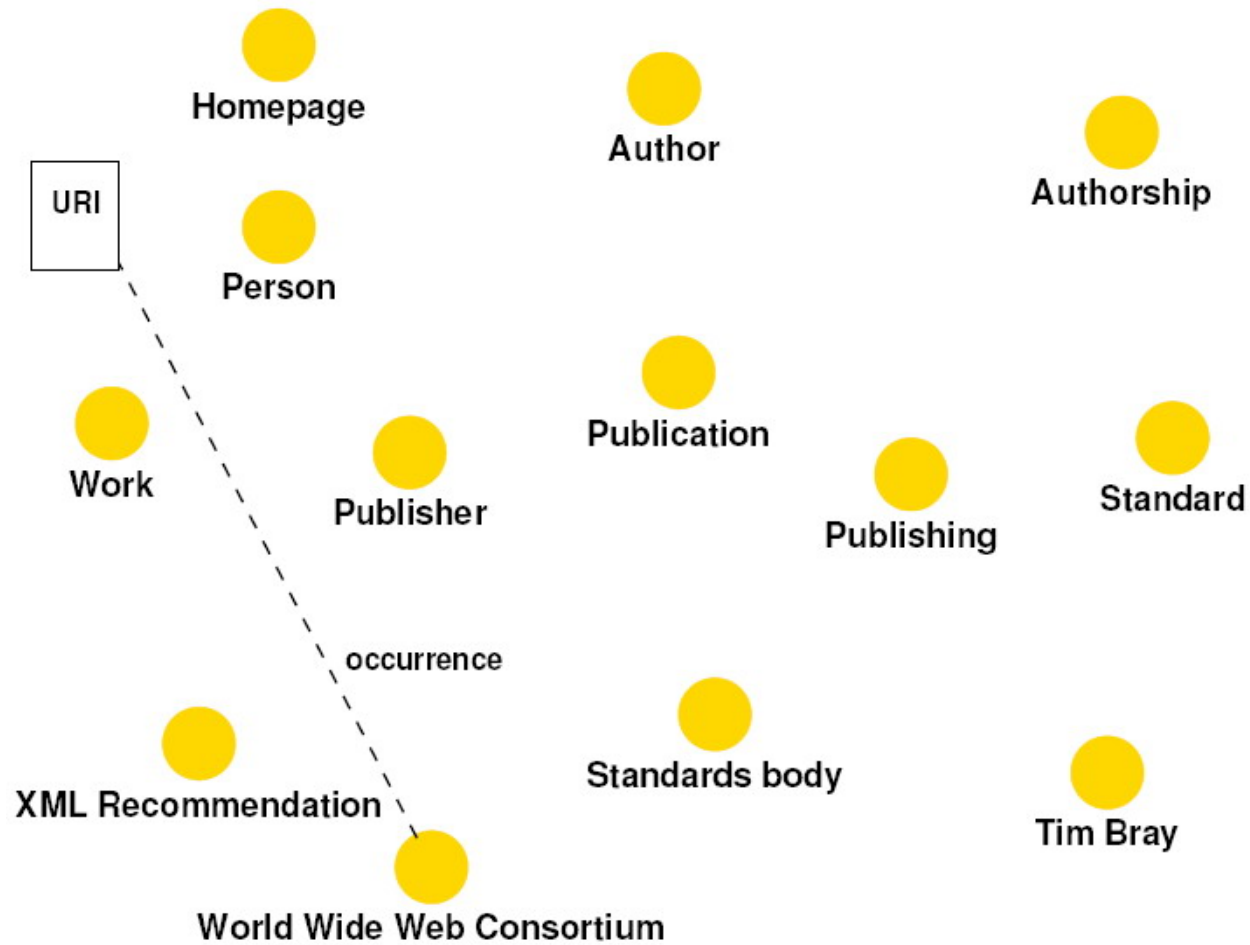 Homepage
Author
Authorship
URI
Person
Publication
Work
Publisher
Publishing
Standard
occurrence
XML Recommendation
Standards body
Tim Bray
World Wide Web Consortium